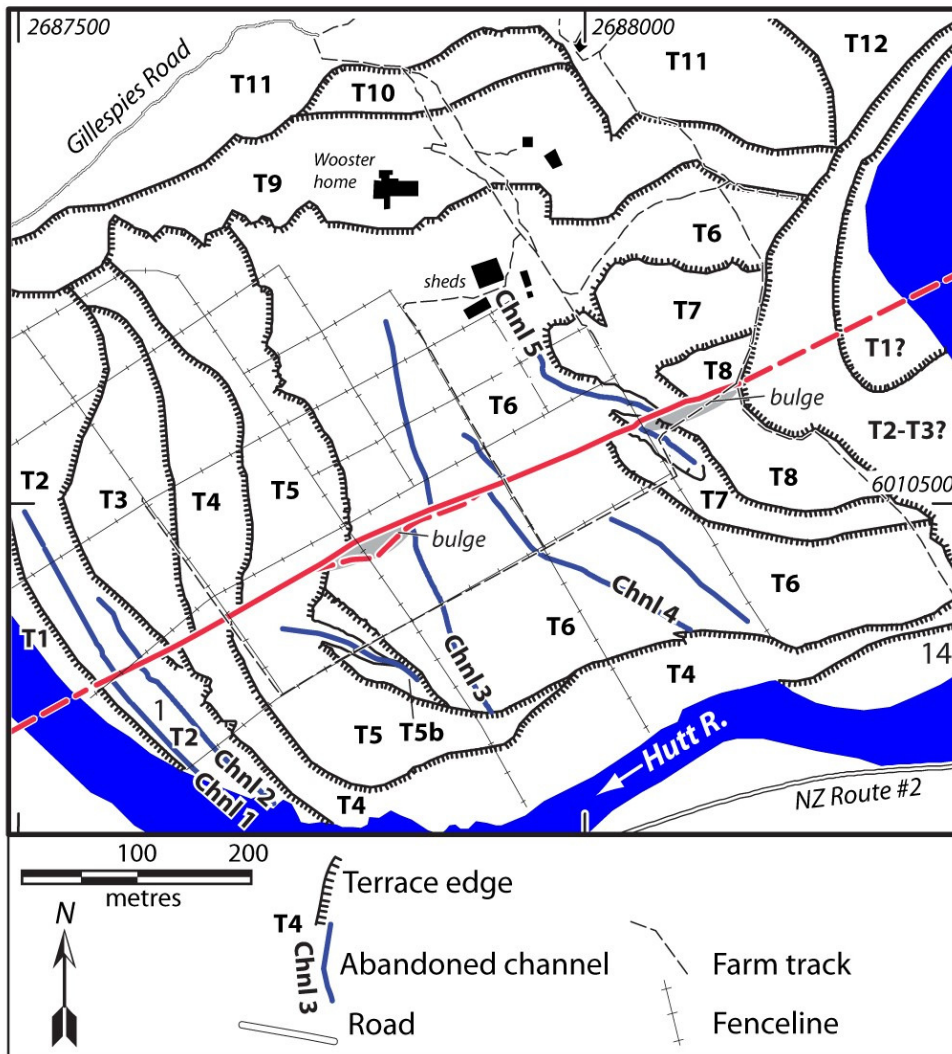 2687500
2688000
Gillespies Road
T11
T10
T11
T12
Wooster
home
T9
T6
sheds
Chnl 5
T7
T8
T1?
bulge
T2-T3?
T2
T3
T4
T5
T6
T8
6010500
T7
bulge
T1
Chnl 4
T6
T6
Chnl 3
T4
14
1
T2
T5
T5b
Chnl 2
Chnl 1
T4
Hutt R.
NZ Route #2
100
200
metres
N
Terrace edge
T4
Chnl 3
Abandoned channel
Farm track
Road
Fenceline